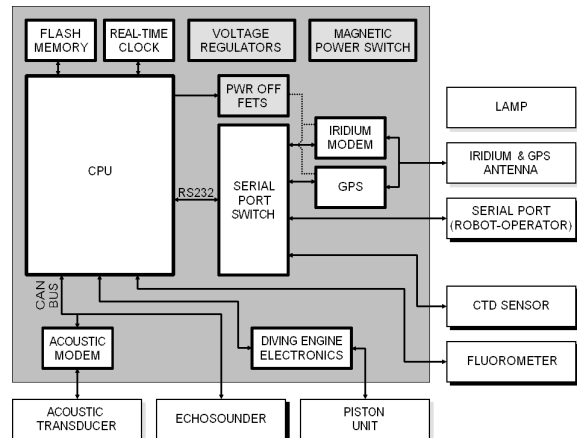 FLASH
MEMORY
REAL-TIME
CLOCK
VOLTAGE
REGULATORS
MAGNETIC
POWER SWITCH
PWR OFF
FETS
LAMP
CPU
IRIDIUM
MODEM
IRIDIUM & GPS
ANTENNA
RS232
SERIAL
PORT
SWITCH
GPS
SERIAL PORT
(ROBOT-OPERATOR)
CAN
BUS
CTD SENSOR
ACOUSTIC
MODEM
DIVING ENGINE
ELECTRONICS
FLUOROMETER
ACOUSTIC
TRANSDUCER
ECHOSOUNDER
PISTON
UNIT